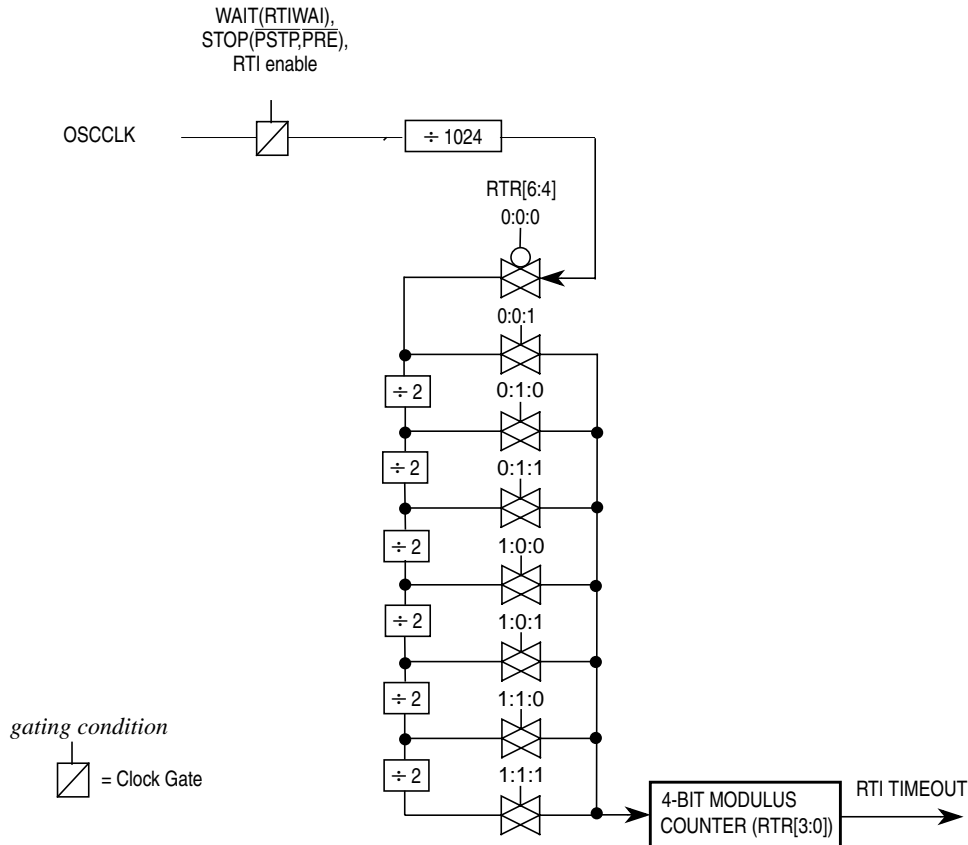 WAIT(RTIWAI),
STOP(PSTP,PRE),
RTI enable
OSCCLK
÷ 1024
RTR[6:4]
0:0:0
0:0:1
÷ 2
0:1:0
÷ 2
0:1:1
÷ 2
1:0:0
÷ 2
1:0:1
÷ 2
1:1:0
÷ 2
1:1:1
gating condition
= Clock Gate
4-BIT MODULUS
COUNTER (RTR[3:0])
RTI TIMEOUT